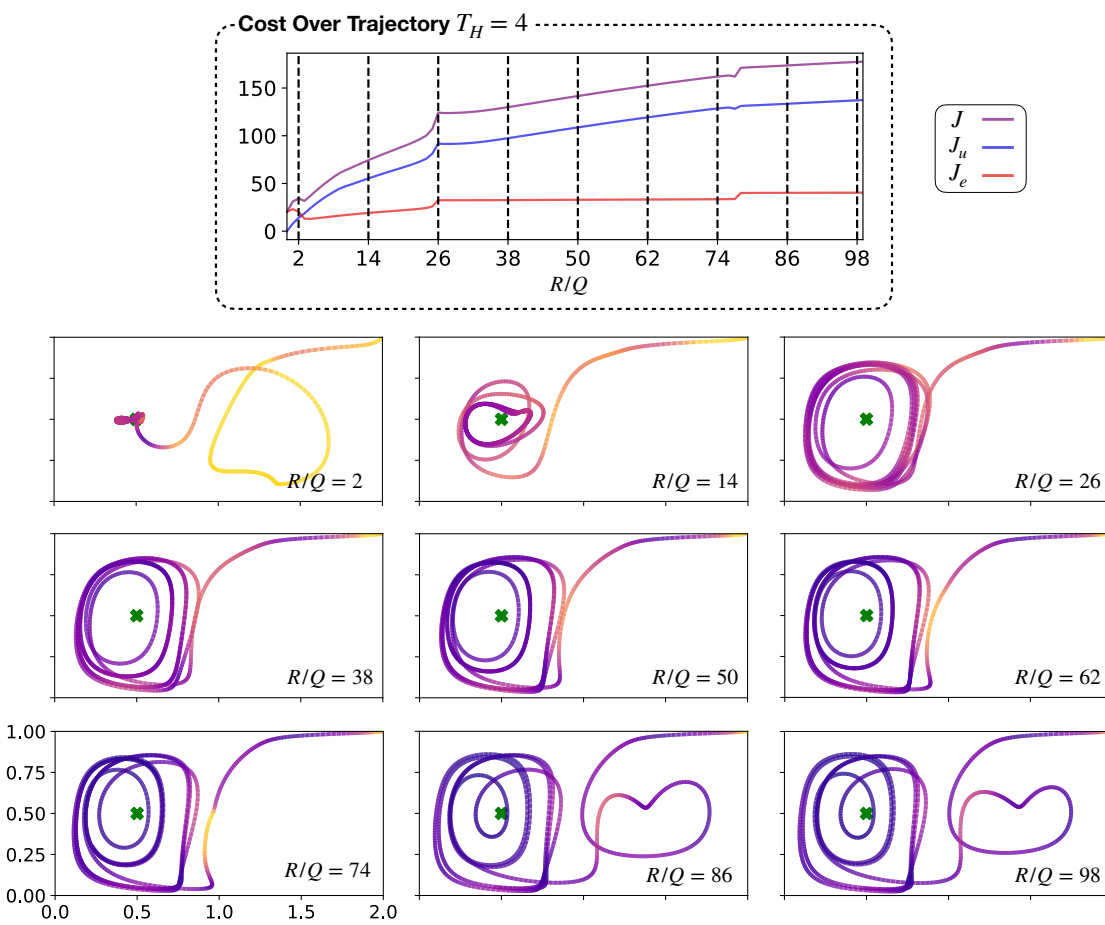 Cost Over Trajectory T_H = 4
150
100
50
0
2 14 26 38 50 62 74 86 98
R/Q
J
J_u
J_e
R/Q = 2
R/Q = 14
R/Q = 26
R/Q = 38
R/Q = 50
R/Q = 62
1.00
0.75
0.50
0.25
0.00
0.0 0.5 1.0 1.5 2.0
R/Q = 74
R/Q = 86
R/Q = 98